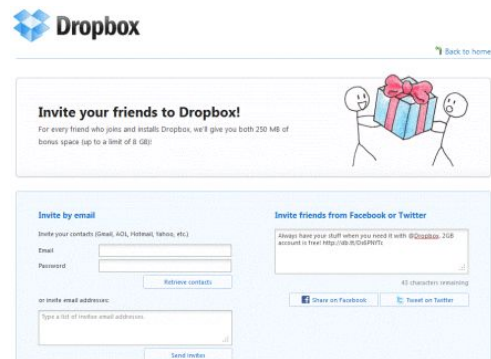 Dropbox
Back to home
Invite your friends to Dropbox!
For every friend who joins and installs Dropbox, we'll give you both 250 MB of
bonus space (up to a limit of 8 GB)!
Invite by email
Invite your contacts (Gmail, AOL, Hotmail, Yahoo, etc.)
Email
Password
Retrieve contacts
or invite email addresses:
Type a list of invitee email addresses.
Send invites
Invite friends from Facebook or Twitter
Always have your stuff when you need it with @Dropbox. 2GB
account is free!
43 characters remaining
Share on Facebook
Tweet on Twitter